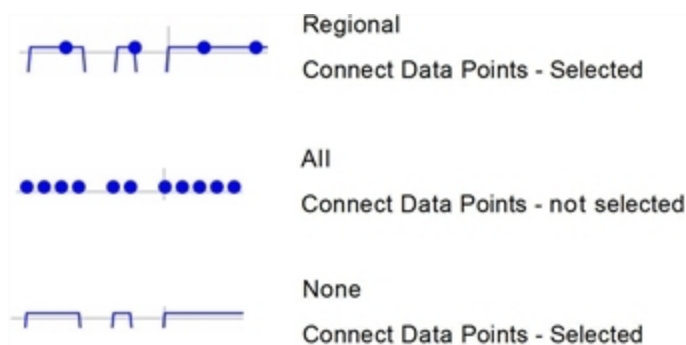 Regional
Connect Data Points - Selected
All
Connect Data Points - not selected
None
Connect Data Points - Selected